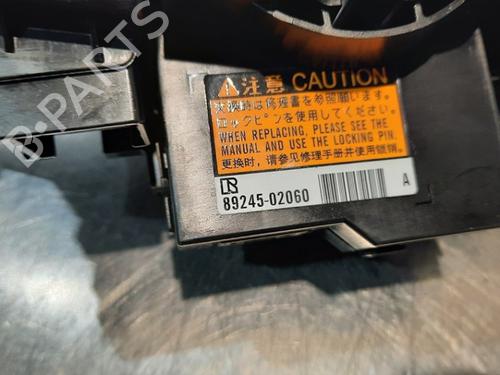 B-PARTS
⚠注意 CAUTION
交換時は修理書を参照願います。
ロックピンを使用してください。
WHEN REPLACING, PLEASE SEE THE
MANUAL AND USE THE LOCKING PIN.
更换时，请参见修理手册并使用锁销。
R
89245-02060 A